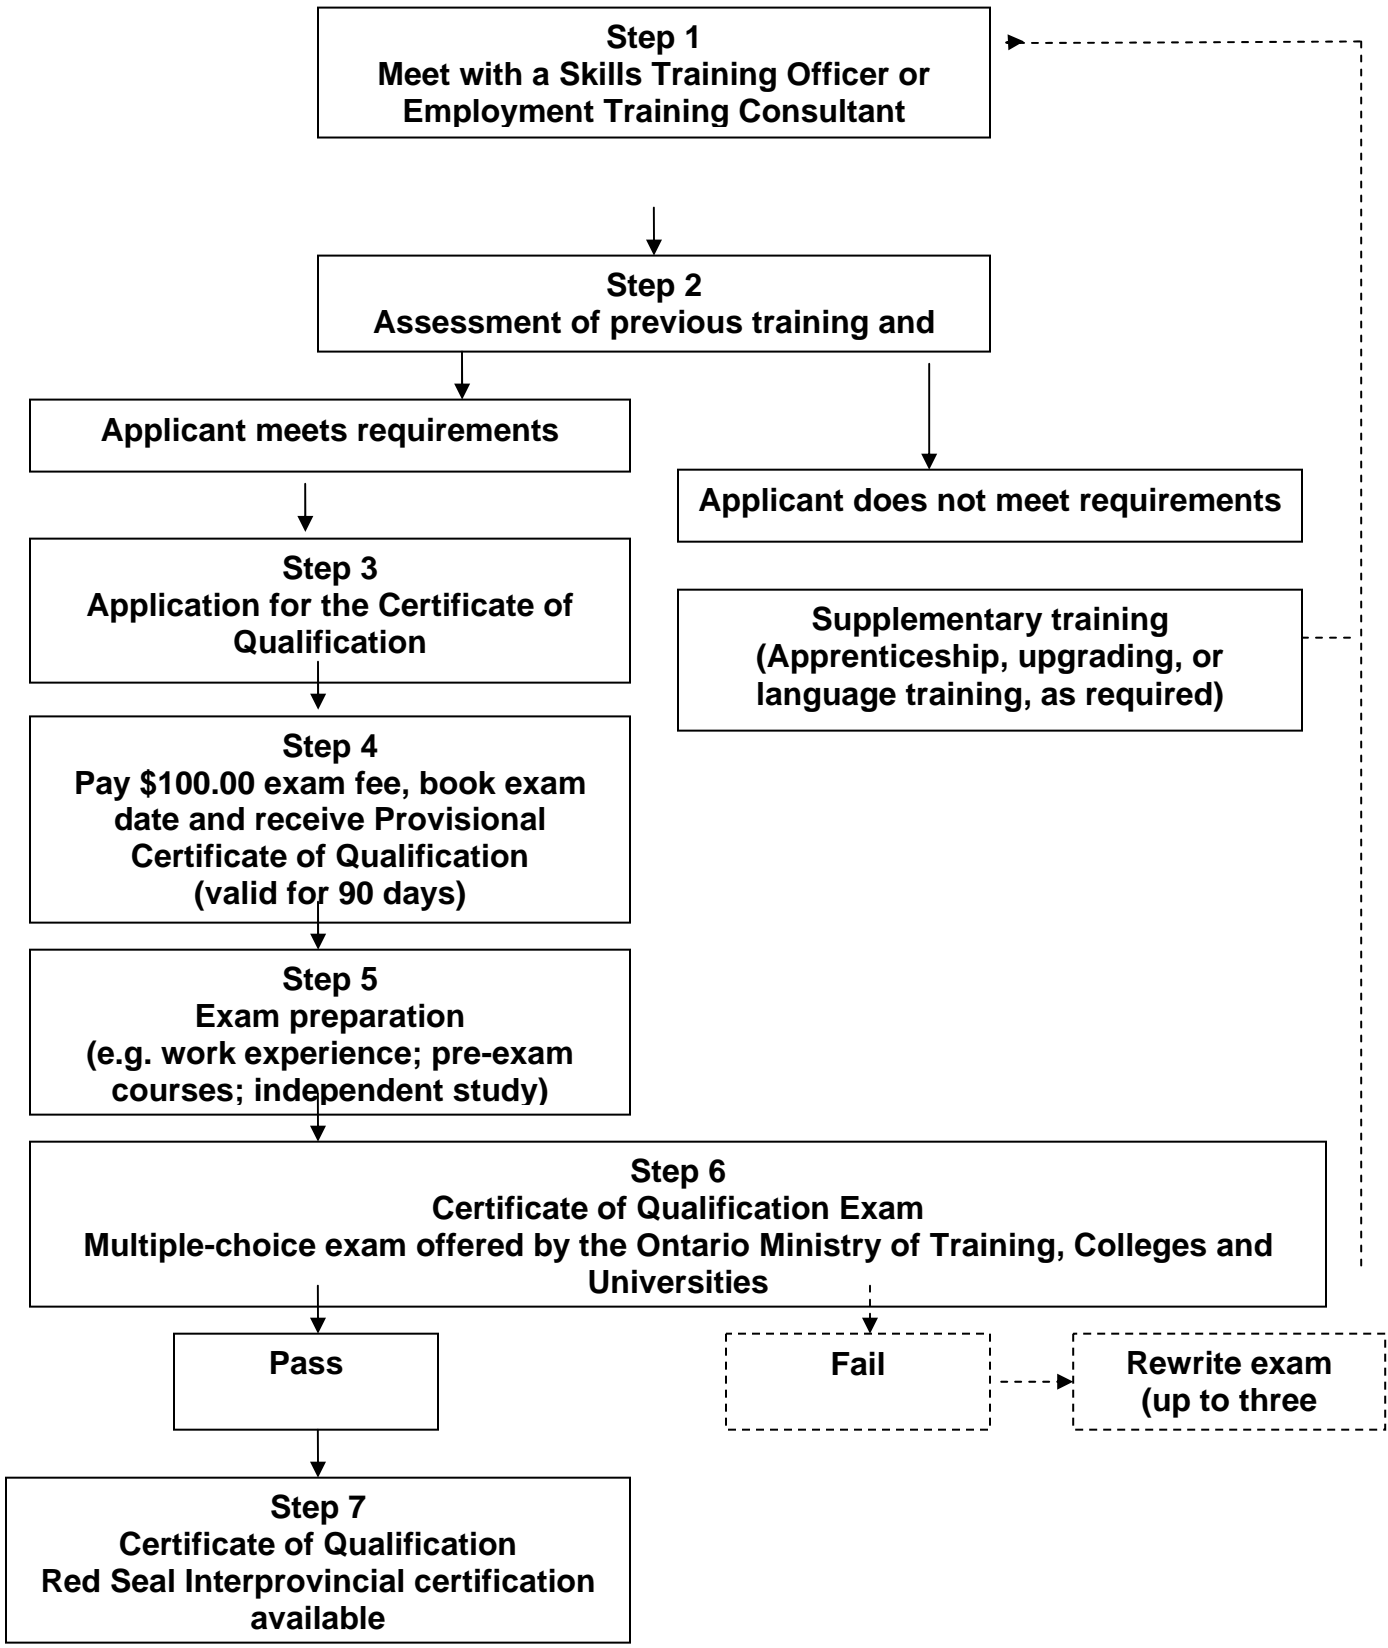 Step 1
Meet with a Skills Training Officer or
Employment Training Consultant
Step 2
Assessment of previous training and
Applicant meets requirements
Applicant does not meet requirements
Step 3
Application for the Certificate of
Qualification
Supplementary training
(Apprenticeship, upgrading, or
language training, as required)
Step 4
Pay $100.00 exam fee, book exam
date and receive Provisional
Certificate of Qualification
(valid for 90 days)
Step 5
Exam preparation
(e.g. work experience; pre-exam
courses; independent study)
Step 6
Certificate of Qualification Exam
Multiple-choice exam offered by the Ontario Ministry of Training, Colleges and
Universities
Pass
Fail
Rewrite exam
(up to three
Step 7
Certificate of Qualification
Red Seal Interprovincial certification
available